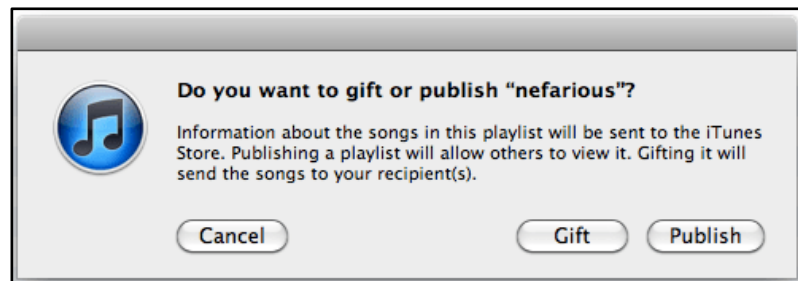 Do you want to gift or publish “nefarious”?
Information about the songs in this playlist will be sent to the iTunes
Store. Publishing a playlist will allow others to view it. Gifting it will
send the songs to your recipient(s).
Cancel Gift Publish